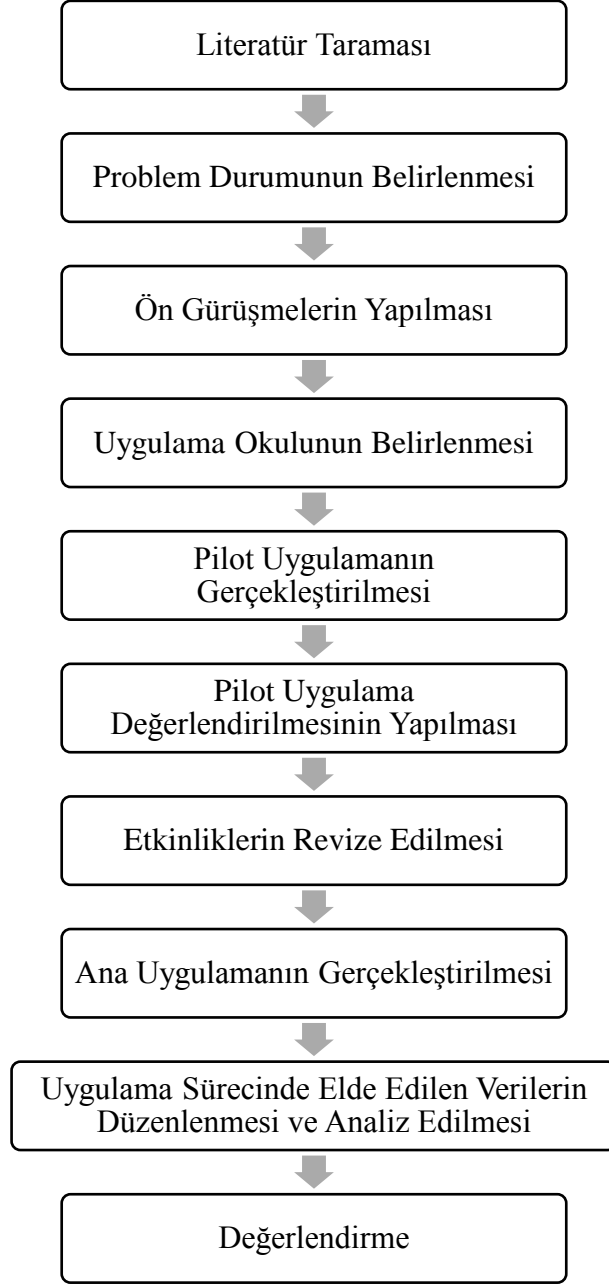 Literatür Taraması
Problem Durumunun Belirlenmesi
Ön Gürüşmelerin Yapılması
Uygulama Okulunun Belirlenmesi
Pilot Uygulamanın
Gerçekleştirilmesi
Pilot Uygulama
Değerlendirilmesinin Yapılması
Etkinliklerin Revize Edilmesi
Ana Uygulamanın Gerçekleştirilmesi
Uygulama Sürecinde Elde Edilen Verilerin
Düzenlenmesi ve Analiz Edilmesi
Değerlendirme